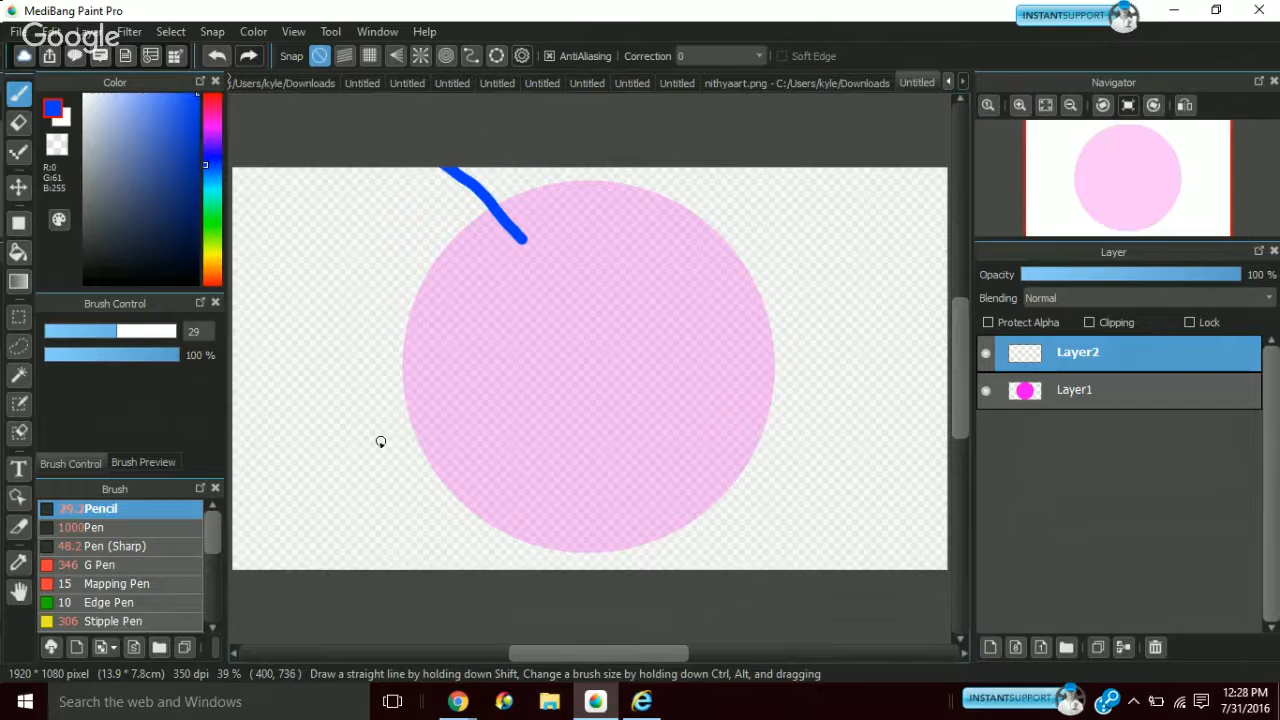 MediBang Paint Pro
INSTANTSUPPORT
File Layer Filter Select Snap Color View Tool Window Help
Google
Snap AntiAliasing Correction 0 Soft Edge
Color
/Users/kyle/Downloads Untitled Untitled Untitled Untitled Untitled Untitled Untitled nithyaart.png - C:/Users/kyle/Downloads Untitled
Navigator
R:0
G:61
B:255
Layer
Opacity 100 %
Blending Normal
Protect Alpha Clipping Lock
Layer2
Layer1
Brush Control
29
100 %
Brush Control Brush Preview
Brush
29.2 Pencil
1000 Pen
48.2 Pen (Sharp)
346 G Pen
15 Mapping Pen
10 Edge Pen
306 Stipple Pen
1920 * 1080 pixel (13.9 * 7.8cm) 350 dpi 39 % ( 400, 736 ) Draw a straight line by holding down Shift, Change a brush size by holding down Ctrl, Alt, and dragging
Search the web and Windows
INSTANTSUPPORT
12:28 PM
7/31/2016